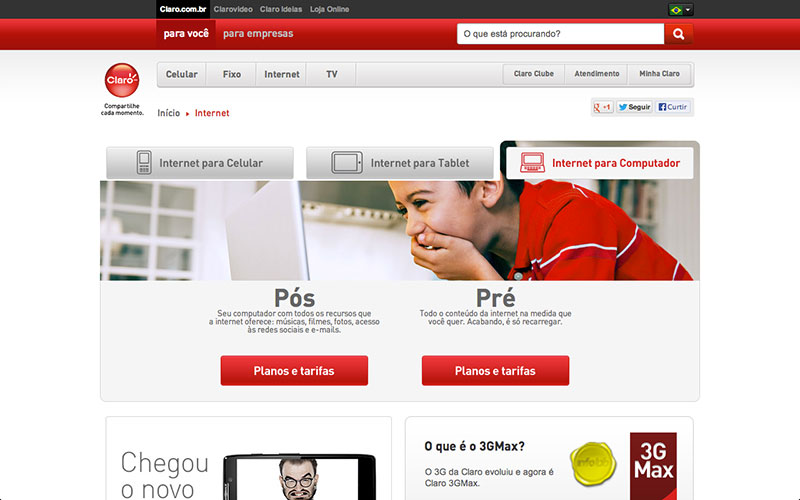 Claro.com.br Clarovideo Claro Ideias Loja Online
para você para empresas
O que está procurando?
Claro
Compartilhe
cada momento.
Celular Fixo Internet TV
Claro Clube Atendimento Minha Claro
Início Internet
+1 Seguir Curtir
Internet para Celular Internet para Tablet Internet para Computador
Pós
Seu computador com todos os recursos que
a internet oferece: músicas, filmes, fotos, acesso
às redes sociais e e-mails.
Planos e tarifas
Pré
Todo o conteúdo da internet na medida que
você quer. Acabando, é só recarregar.
Planos e tarifas
Chegou
o novo
O que é o 3GMax?
O 3G da Claro evoluiu e agora é
Claro 3GMax.
3G
Max